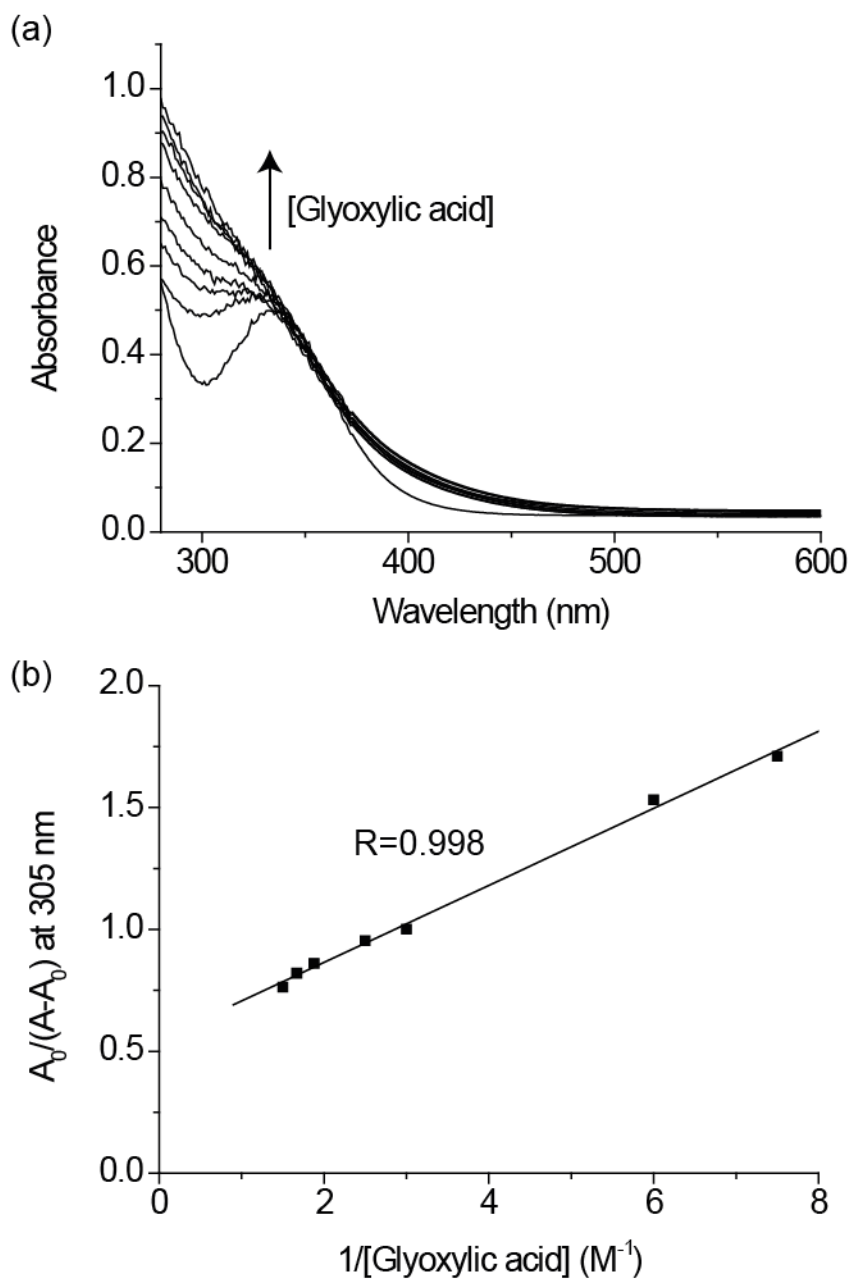 (a)
1.0
0.8
0.6
0.4
0.2
0.0
Absorbance
[Glyoxylic acid]
300 400 500 600
Wavelength (nm)
(b)
2.0
1.5
1.0
0.5
0.0
A₀/(A-A₀) at 305 nm
R=0.998
0 2 4 6 8
1/[Glyoxylic acid] (M⁻¹)